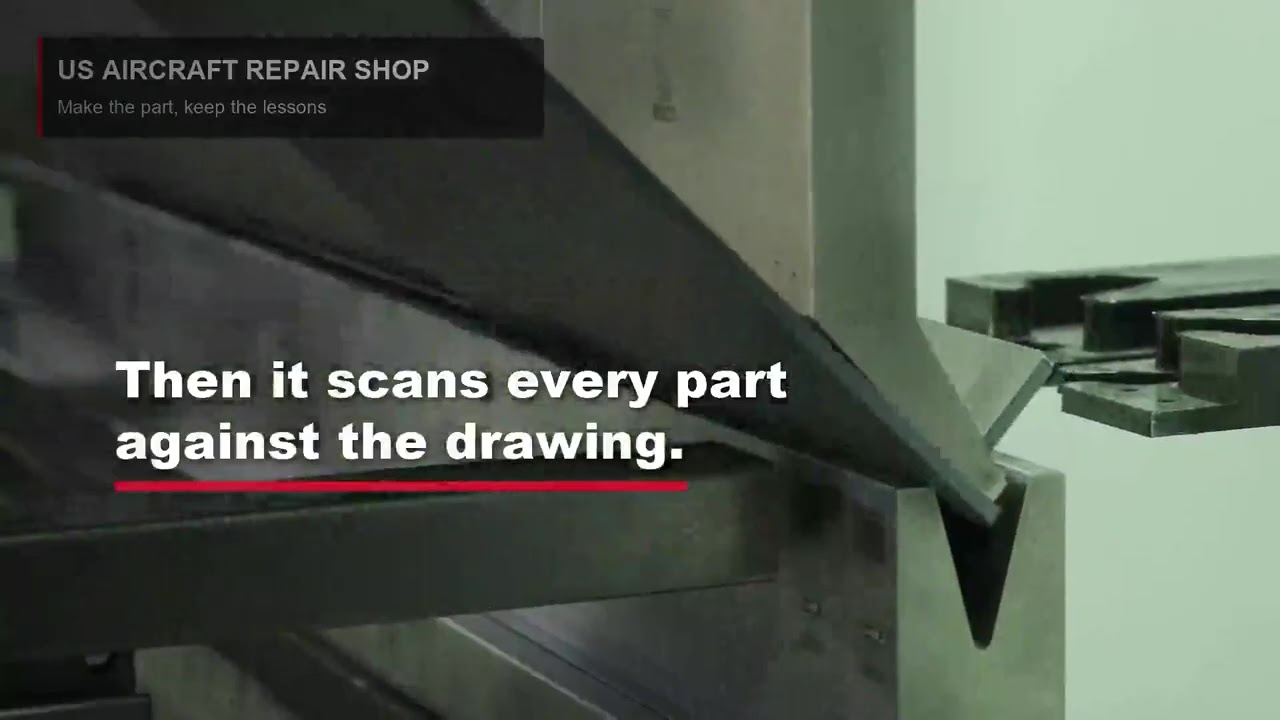 US AIRCRAFT REPAIR SHOP
Make the part, keep the lessons
Then it scans every part
against the drawing.